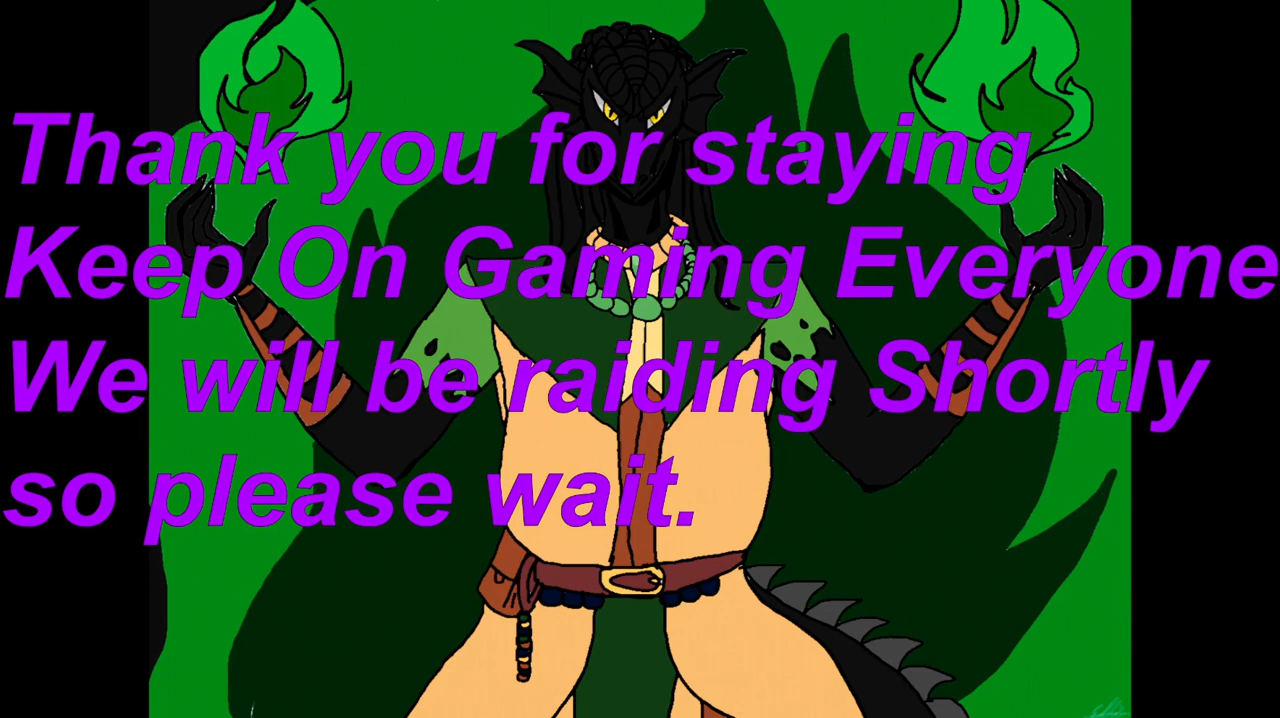 Thank you for staying
Keep On Gaming Everyone
We will be raiding Shortly
so please wait.